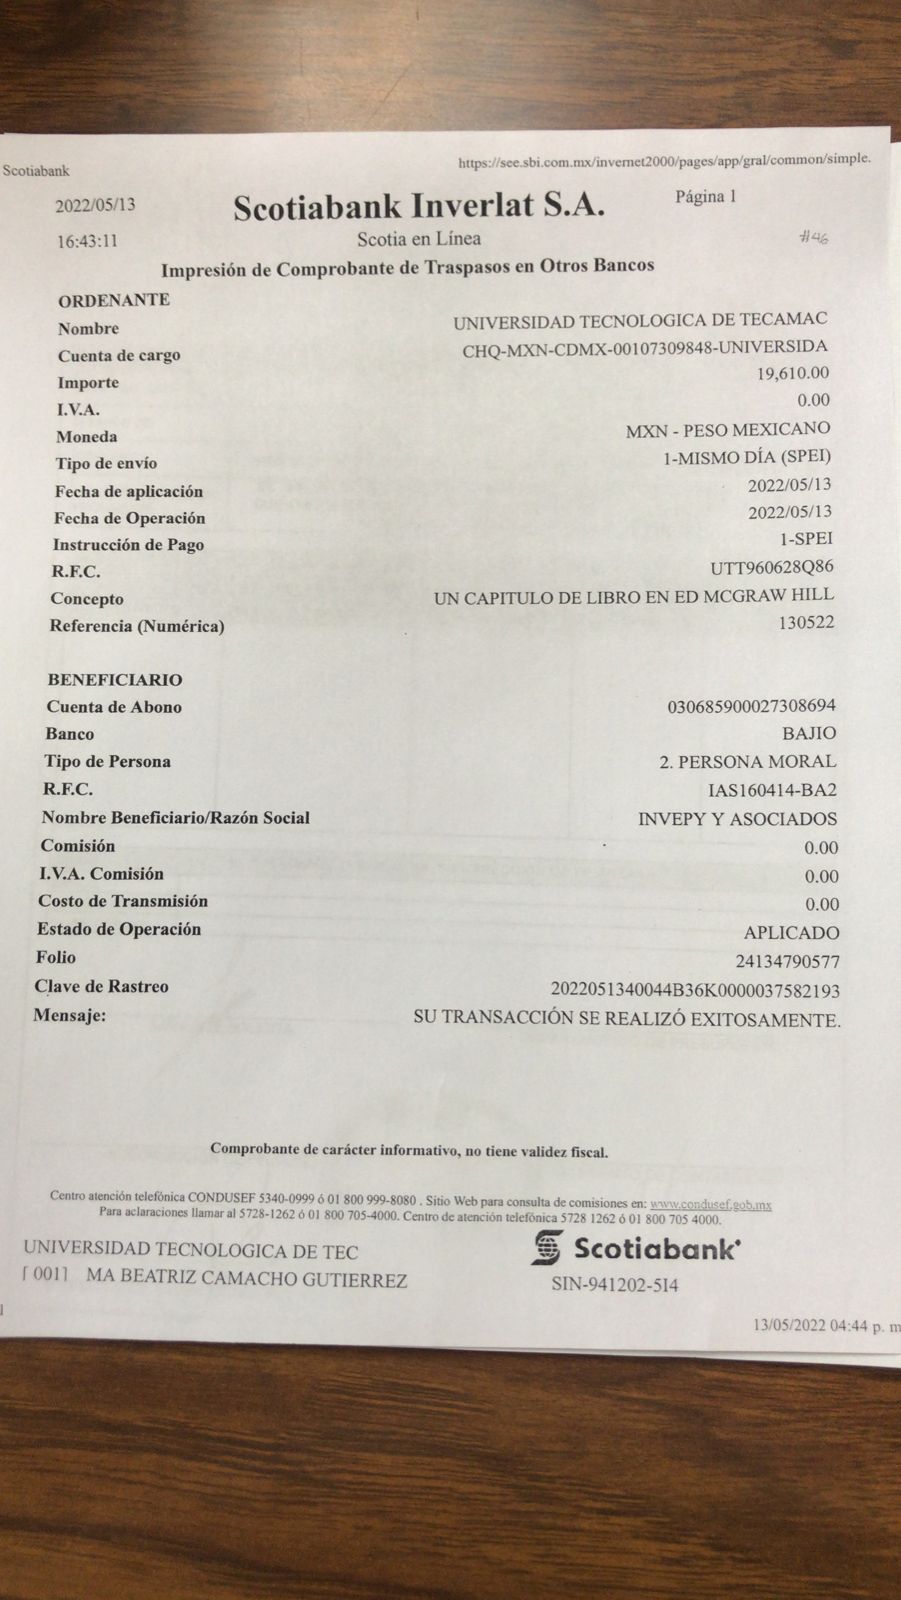 Scotiabank https://see.sbi.com.mx/invernet2000/pages/app/gral/common/simple.
2022/05/13 Scotiabank Inverlat S.A. Página 1
16:43:11 Scotia en Línea #46
Impresión de Comprobante de Traspasos en Otros Bancos
ORDENANTE
Nombre UNIVERSIDAD TECNOLOGICA DE TECAMAC
Cuenta de cargo CHQ-MXN-CDMX-00107309848-UNIVERSIDA
Importe 19,610.00
I.V.A. 0.00
Moneda MXN - PESO MEXICANO
Tipo de envío 1-MISMO DÍA (SPEI)
Fecha de aplicación 2022/05/13
Fecha de Operación 2022/05/13
Instrucción de Pago 1-SPEI
R.F.C. UTT960628Q86
Concepto UN CAPITULO DE LIBRO EN ED MCGRAW HILL
Referencia (Numérica) 130522
BENEFICIARIO
Cuenta de Abono 030685900027308694
Banco BAJIO
Tipo de Persona 2. PERSONA MORAL
R.F.C. IAS160414-BA2
Nombre Beneficiario/Razón Social INVEPY Y ASOCIADOS
Comisión 0.00
I.V.A. Comisión 0.00
Costo de Transmisión 0.00
Estado de Operación APLICADO
Folio 24134790577
Clave de Rastreo 2022051340044B36K0000037582193
Mensaje: SU TRANSACCIÓN SE REALIZÓ EXITOSAMENTE.
Comprobante de carácter informativo, no tiene validez fiscal.
Centro atención telefónica CONDUSEF 5340-0999 ó 01 800 999-8080 . Sitio Web para consulta de comisiones en: www.condusef.gob.mx
Para aclaraciones llamar al 5728-1262 ó 01 800 705-4000. Centro de atención telefónica 5728 1262 ó 01 800 705 4000.
UNIVERSIDAD TECNOLOGICA DE TEC Scotiabank
[ 001] MA BEATRIZ CAMACHO GUTIERREZ SIN-941202-5I4
13/05/2022 04:44 p. m